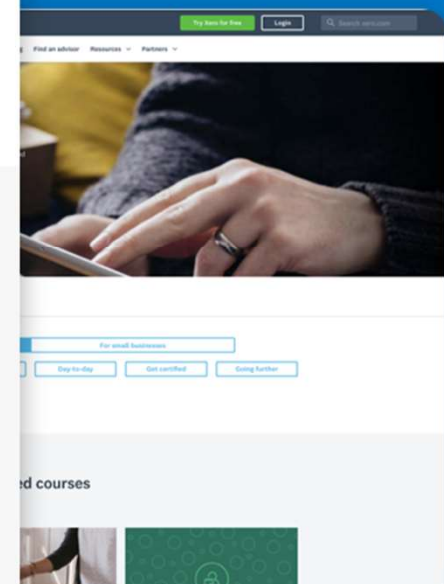 Try Xero for free Login Search xero.com
Find an advisor Resources Partners
For small businesses
Day-to-day Get certified Going further
ed courses